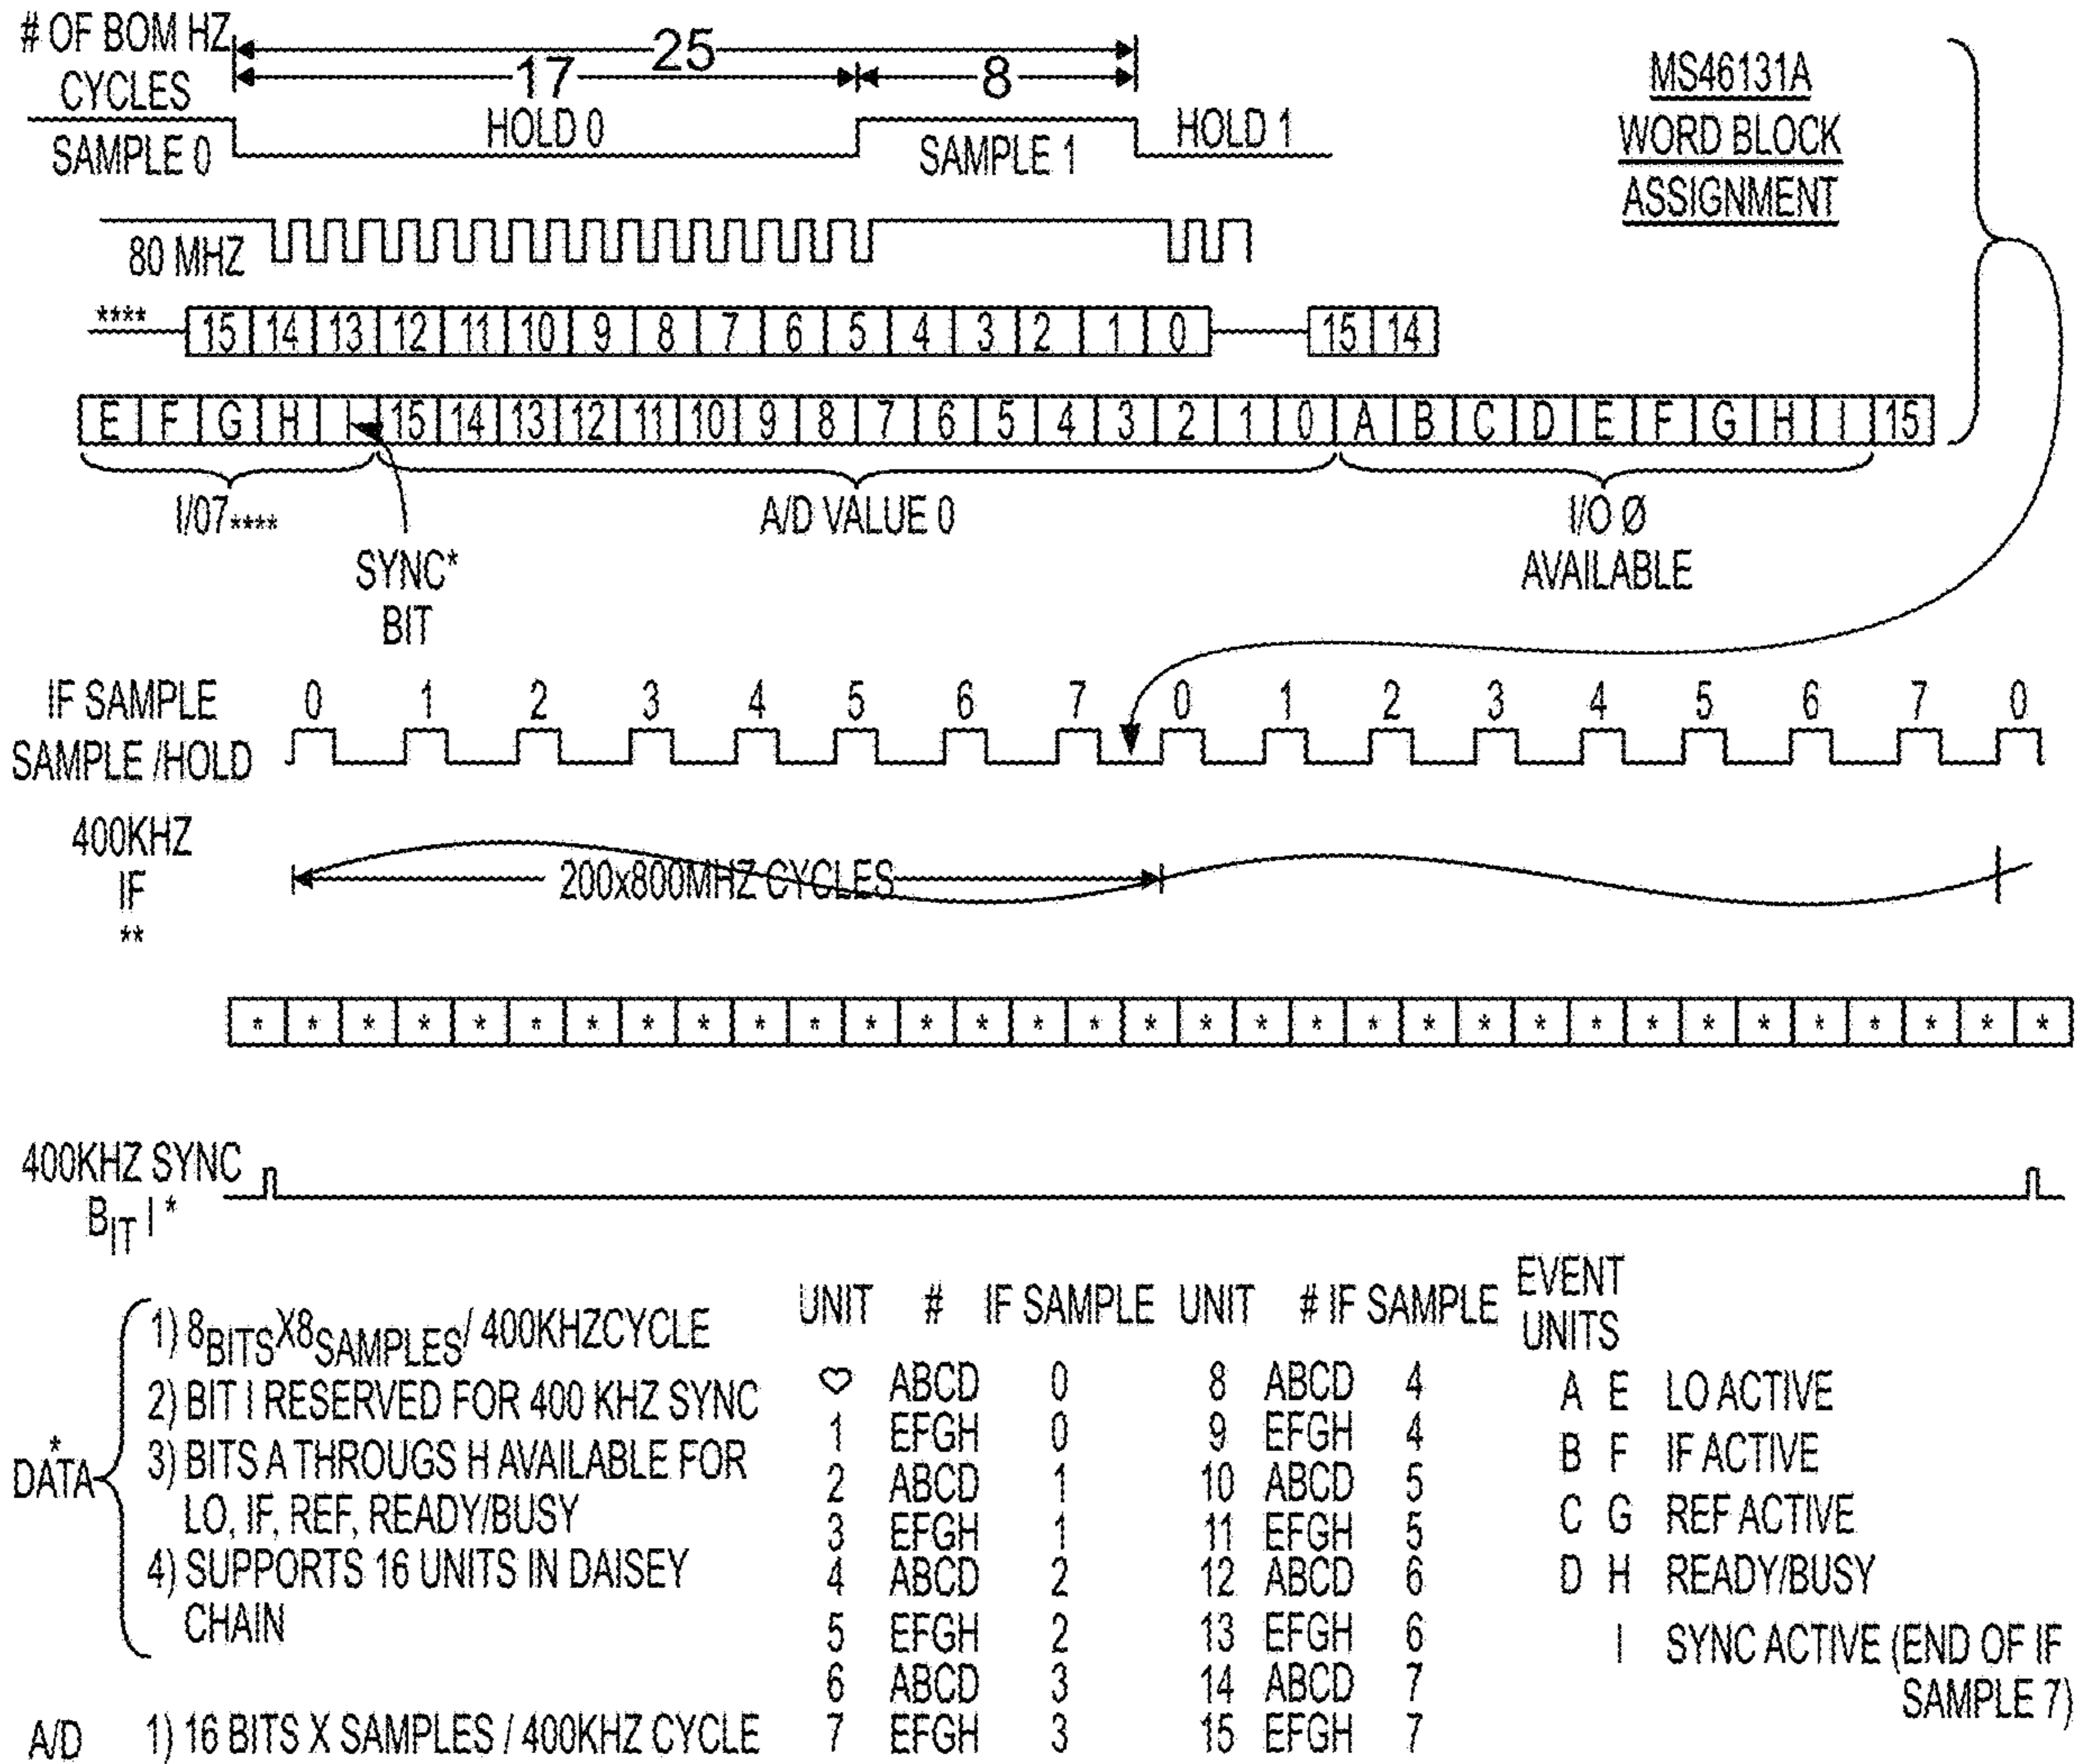 # OF BOM HZ
CYCLES
25
17
8
SAMPLE 0
HOLD 0
SAMPLE 1
HOLD 1
MS46131A
WORD BLOCK
ASSIGNMENT
80 MHZ
**** 15 14 13 12 11 10 9 8 7 6 5 4 3 2 1 0 15 14
E F G H I 15 14 13 12 11 10 9 8 7 6 5 4 3 2 1 0 A B C D E F G H I 15
I/07****
A/D VALUE 0
I/O Ø
AVAILABLE
SYNC*
BIT
IF SAMPLE 0 1 2 3 4 5 6 7 0 1 2 3 4 5 6 7 0
SAMPLE /HOLD
400KHZ
IF
**
200x800MHZ CYCLES
* * * * * * * * * * * * * * * * * * * * * * * * * * * * * * * * *
400KHZ SYNC
BIT I *
*
DATA
1) 8BITSX8SAMPLES/ 400KHZCYCLE
2) BIT I RESERVED FOR 400 KHZ SYNC
3) BITS A THROUGS H AVAILABLE FOR
LO, IF, REF, READY/BUSY
4) SUPPORTS 16 UNITS IN DAISEY
CHAIN
A/D 1) 16 BITS X SAMPLES / 400KHZ CYCLE
UNIT # IF SAMPLE UNIT # IF SAMPLE
ABCD 0 8 ABCD 4
1 EFGH 0 9 EFGH 4
2 ABCD 1 10 ABCD 5
3 EFGH 1 11 EFGH 5
4 ABCD 2 12 ABCD 6
5 EFGH 2 13 EFGH 6
6 ABCD 3 14 ABCD 7
7 EFGH 3 15 EFGH 7
EVENT
UNITS
A E LO ACTIVE
B F IF ACTIVE
C G REF ACTIVE
D H READY/BUSY
I SYNC ACTIVE (END OF IF
SAMPLE 7)